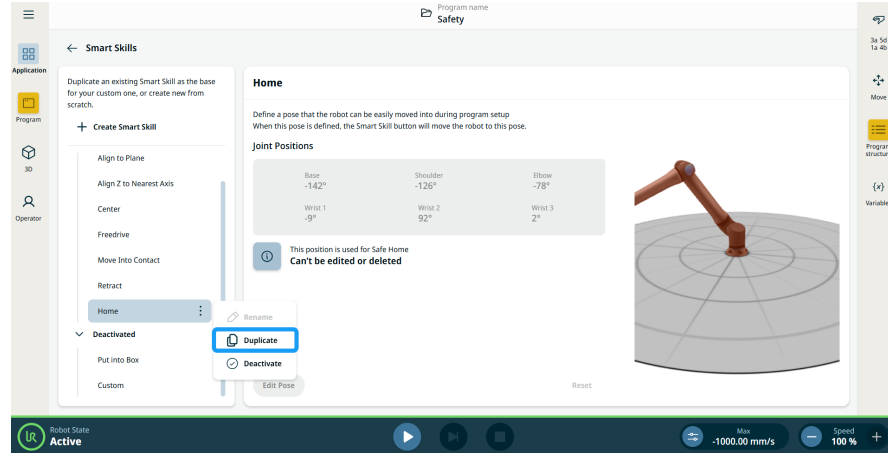 Program name
Safety
Smart Skills
Application
Program
3D
Operator
Duplicate an existing Smart Skill as the base
for your custom one, or create new from
scratch.
Create Smart Skill
Align to Plane
Align Z to Nearest Axis
Center
Freedrive
Move Into Contact
Retract
Home
Deactivated
Put into Box
Custom
Rename
Duplicate
Deactivate
Home
Define a pose that the robot can be easily moved into during program setup
When this pose is defined, the Smart Skill button will move the robot to this pose.
Joint Positions
Base
-142°
Shoulder
-126°
Elbow
-78°
Wrist 1
-9°
Wrist 2
92°
Wrist 3
2°
This position is used for Safe Home
Can't be edited or deleted
Edit Pose
Reset
3a 5d
1a 4b
Move
Program
structur
{x}
Variable
UR
Robot State
Active
Max
-1000.00 mm/s
Speed
100 %